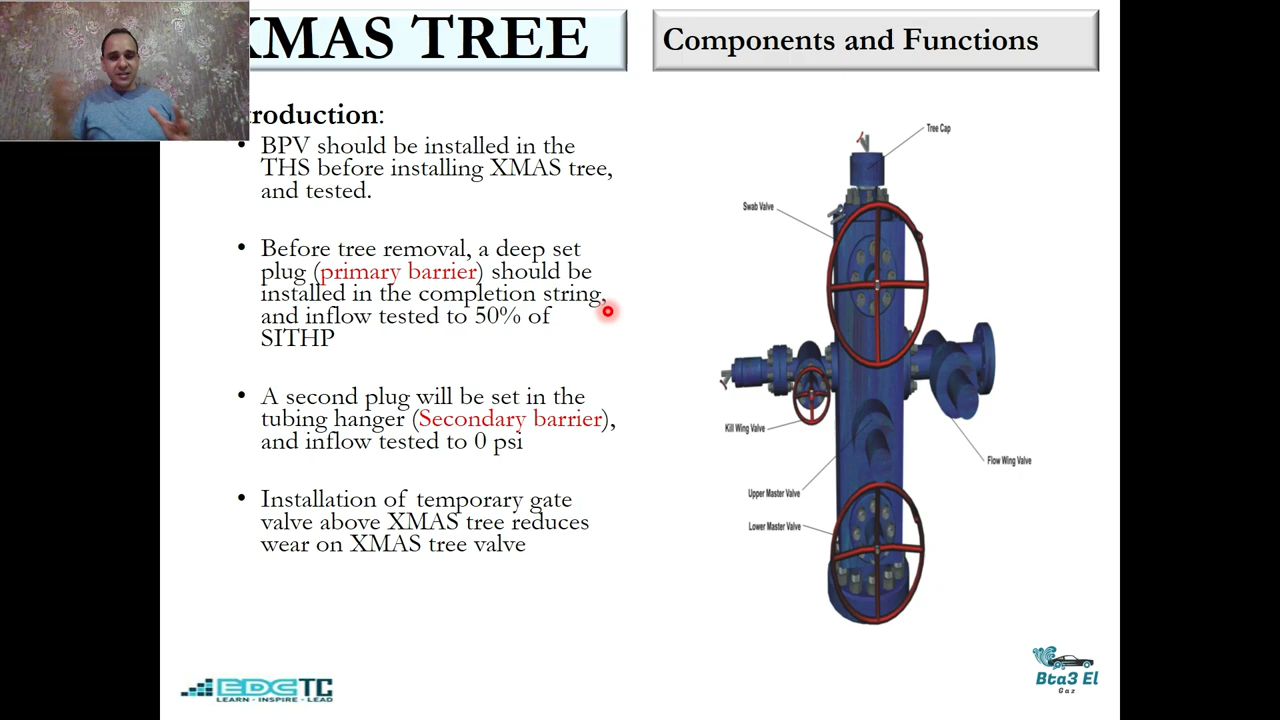 XMAS TREE
Components and Functions
troduction:
• BPV should be installed in the
THS before installing XMAS tree,
and tested.
• Before tree removal, a deep set
plug (primary barrier) should be
installed in the completion string,
and inflow tested to 50% of
SITHP
• A second plug will be set in the
tubing hanger (Secondary barrier),
and inflow tested to 0 psi
• Installation of temporary gate
valve above XMAS tree reduces
wear on XMAS tree valve
Tree Cap
Swab Valve
Kill Wing Valve
Flow Wing Valve
Upper Master Valve
Lower Master Valve
EDCTC
LEARN - INSPIRE - LEAD
Bta3 El
Gaz